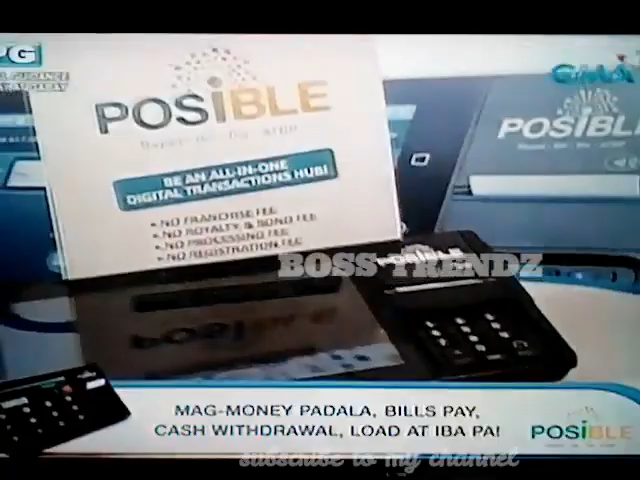 PG
GUIDANCE
GMA
POSIBLE
POSIBLE
BE AN ALL-IN-ONE
DIGITAL TRANSACTIONS HUB!
• NO FRANCHISE FEE
• NO ROYALTY & BOND FEE
• NO PROCESSING FEE
• NO REGISTRATION FEE
POSIBLE
BOSS TRENDZ
MAG-MONEY PADALA, BILLS PAY,
CASH WITHDRAWAL, LOAD AT IBA PA!
POSIBLE
subscribe to my channel